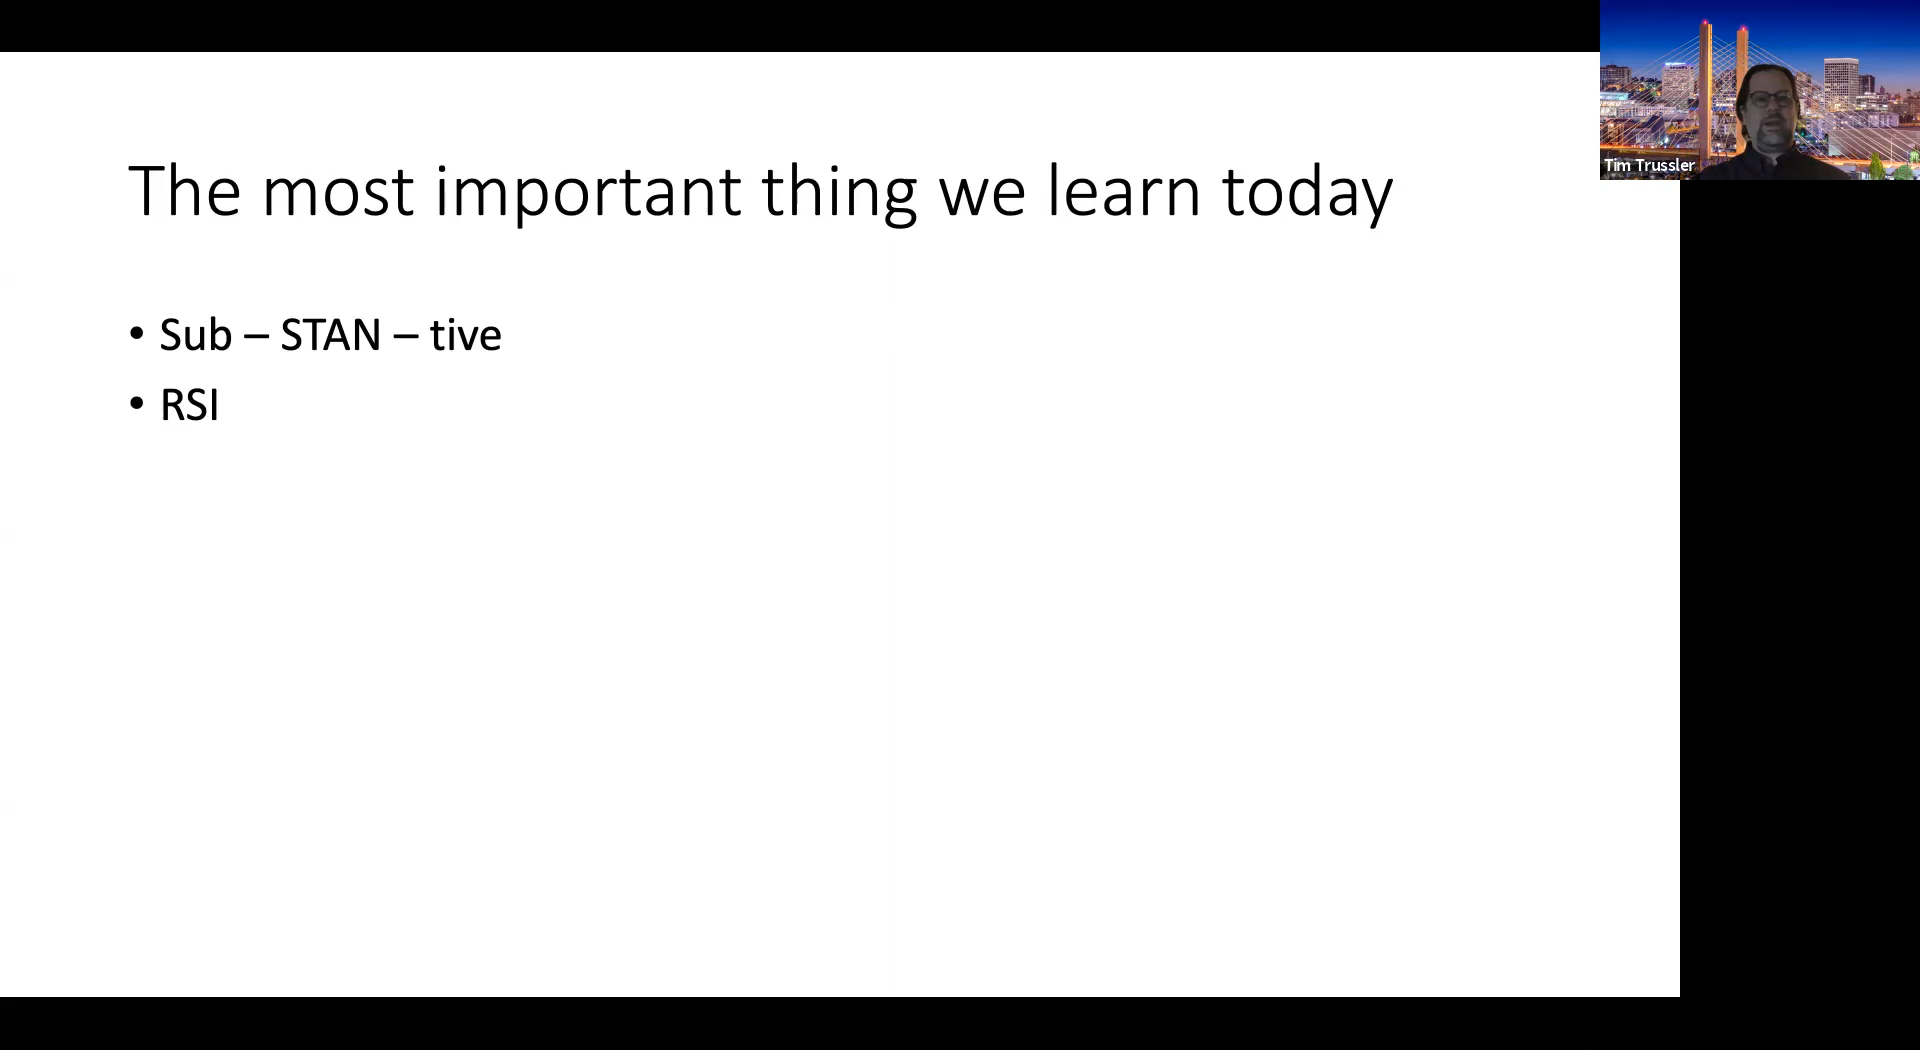 The most important thing we learn today
• Sub – STAN – tive
• RSI
Tim Trussler